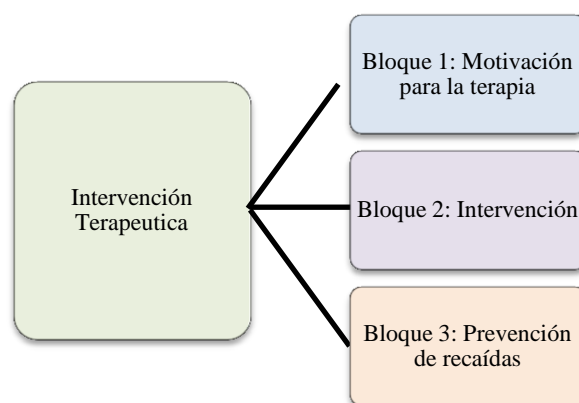 Intervención
Terapeutica
Bloque 1: Motivación
para la terapia
Bloque 2: Intervención
Bloque 3: Prevención
de recaídas